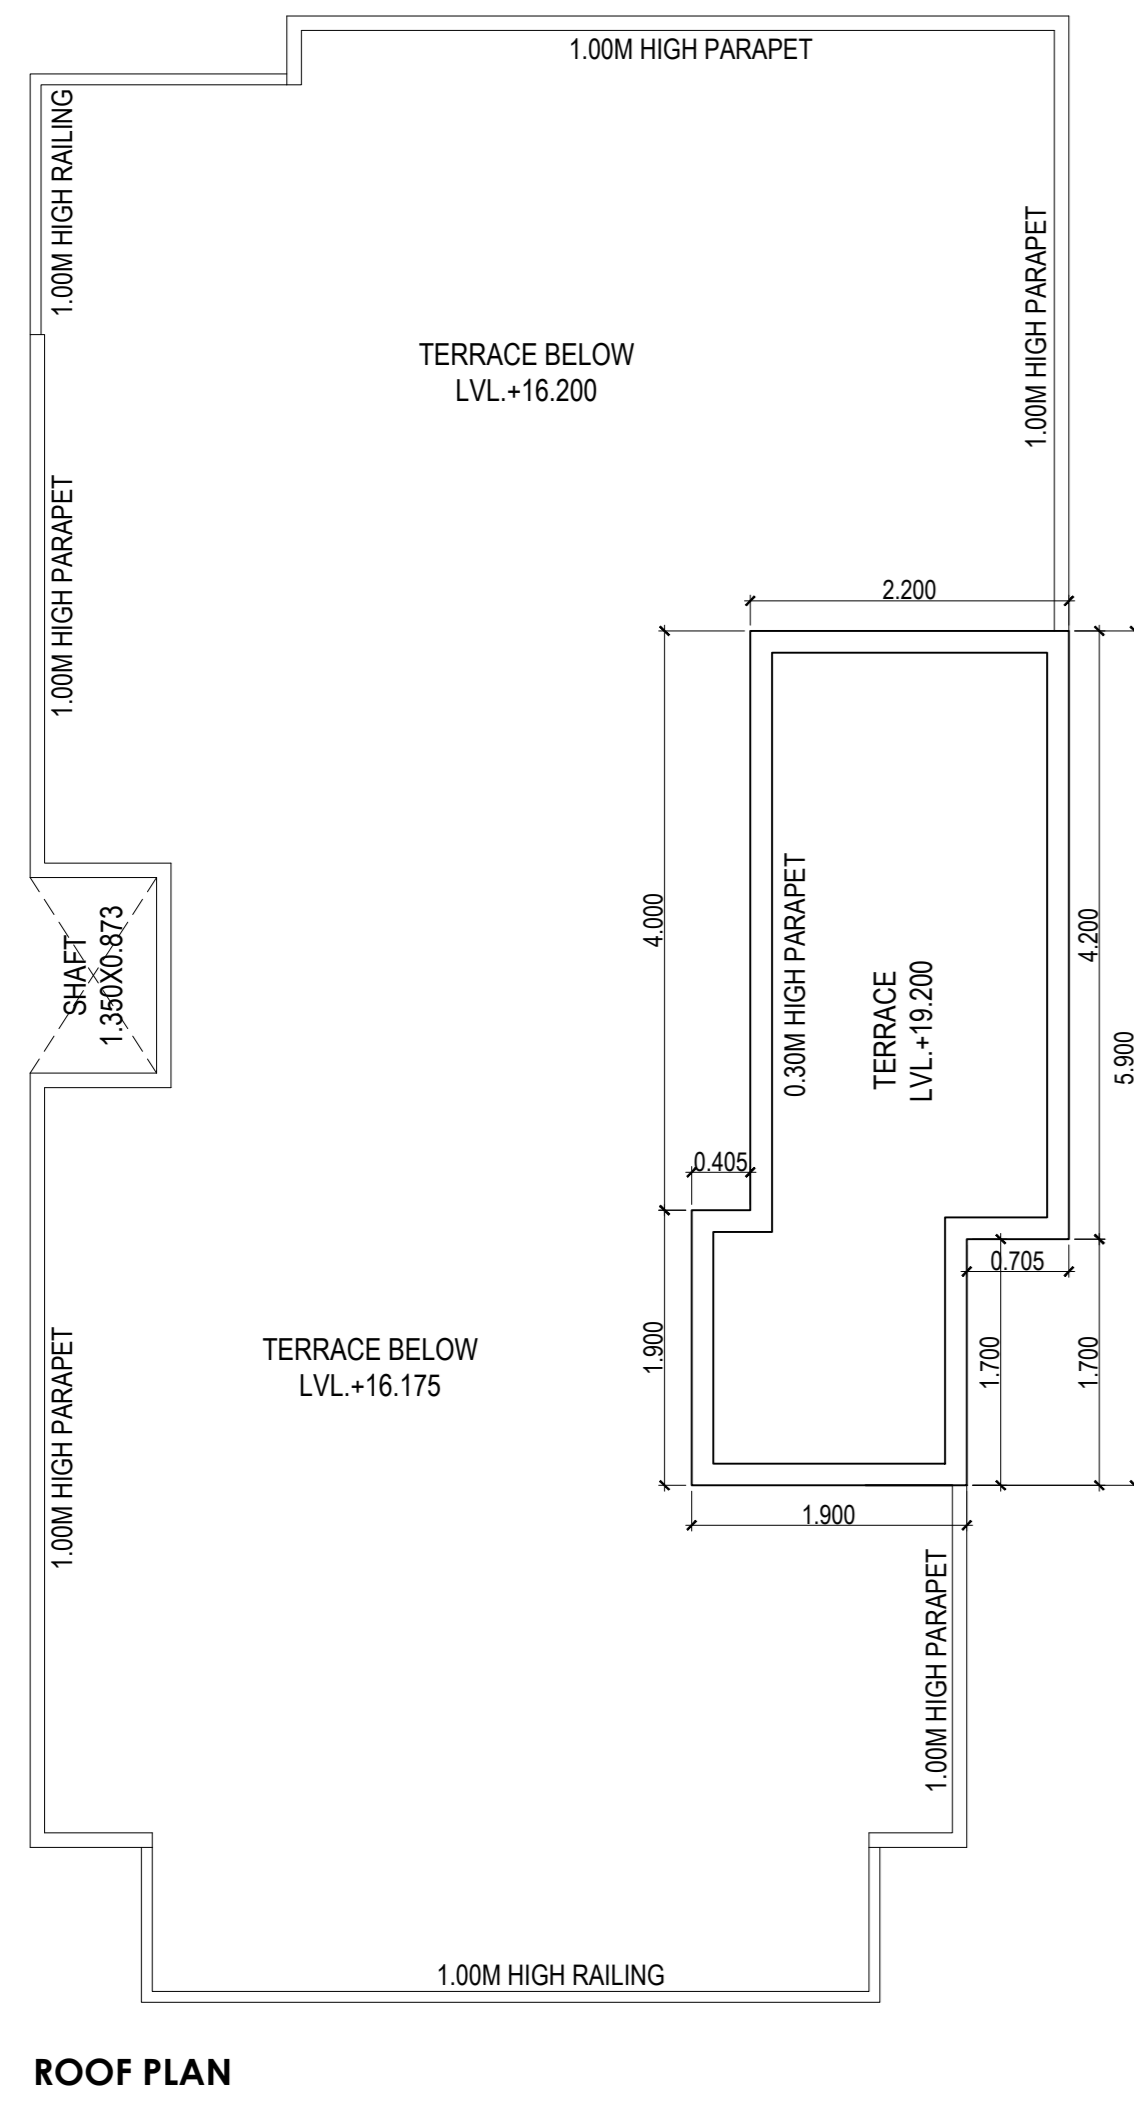 1.00M HIGH PARAPET
1.00M HIGH RAILING
1.00M HIGH PARAPET
TERRACE BELOW
LVL.+16.200
1.00M HIGH PARAPET
2.200
4.000
0.30M HIGH PARAPET
TERRACE
LVL.+19.200
4.200
5.900
SHAFT
1.350X0.873
0.405
0.705
1.900
1.700
1.700
TERRACE BELOW
LVL.+16.175
1.00M HIGH PARAPET
1.900
1.00M HIGH PARAPET
1.00M HIGH RAILING
ROOF PLAN